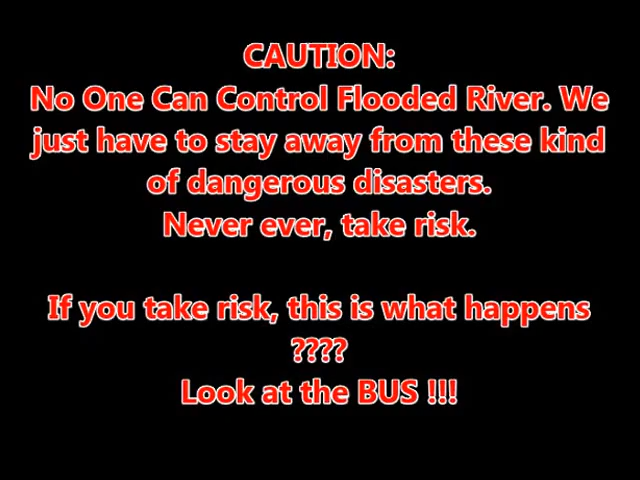 CAUTION:
No One Can Control Flooded River. We
just have to stay away from these kind
of dangerous disasters.
Never ever, take risk.
If you take risk, this is what happens
????
Look at the BUS !!!